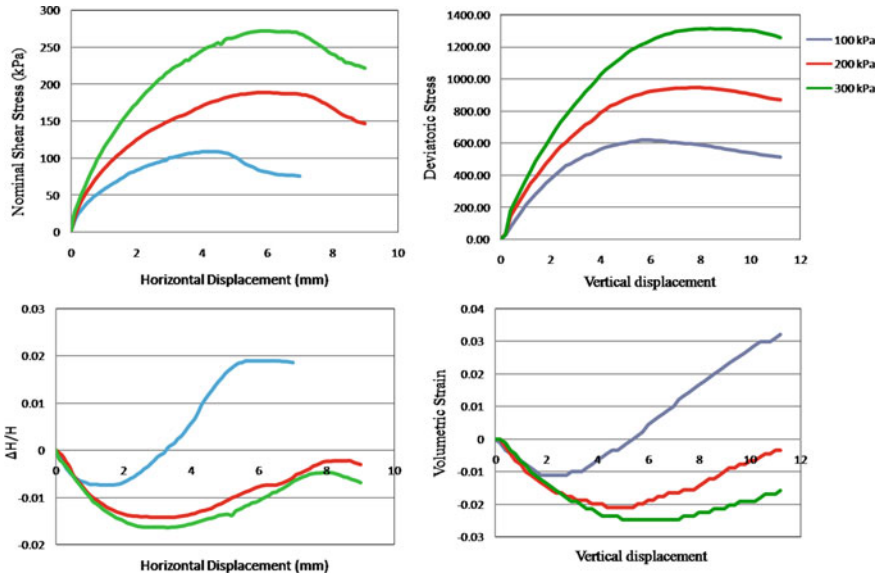 300
250
200
150
100
50
0
0 2 4 6 8 10
Nominal Shear Stress (kPa)
Horizontal Displacement (mm)
1400.00
1200.00
1000.00
800.00
600.00
400.00
200.00
0.00
0 2 4 6 8 10 12
Deviatoric Stress
Vertical displacement
100 kPa
200 kPa
300 kPa
0.03
0.02
0.01
0
-0.01
-0.02
0 2 4 6 8 10
ΔH/H
Horizontal Displacement (mm)
0.04
0.03
0.02
0.01
0
-0.01
-0.02
-0.03
0 2 4 6 8 10 12
Volumetric Strain
Vertical displacement